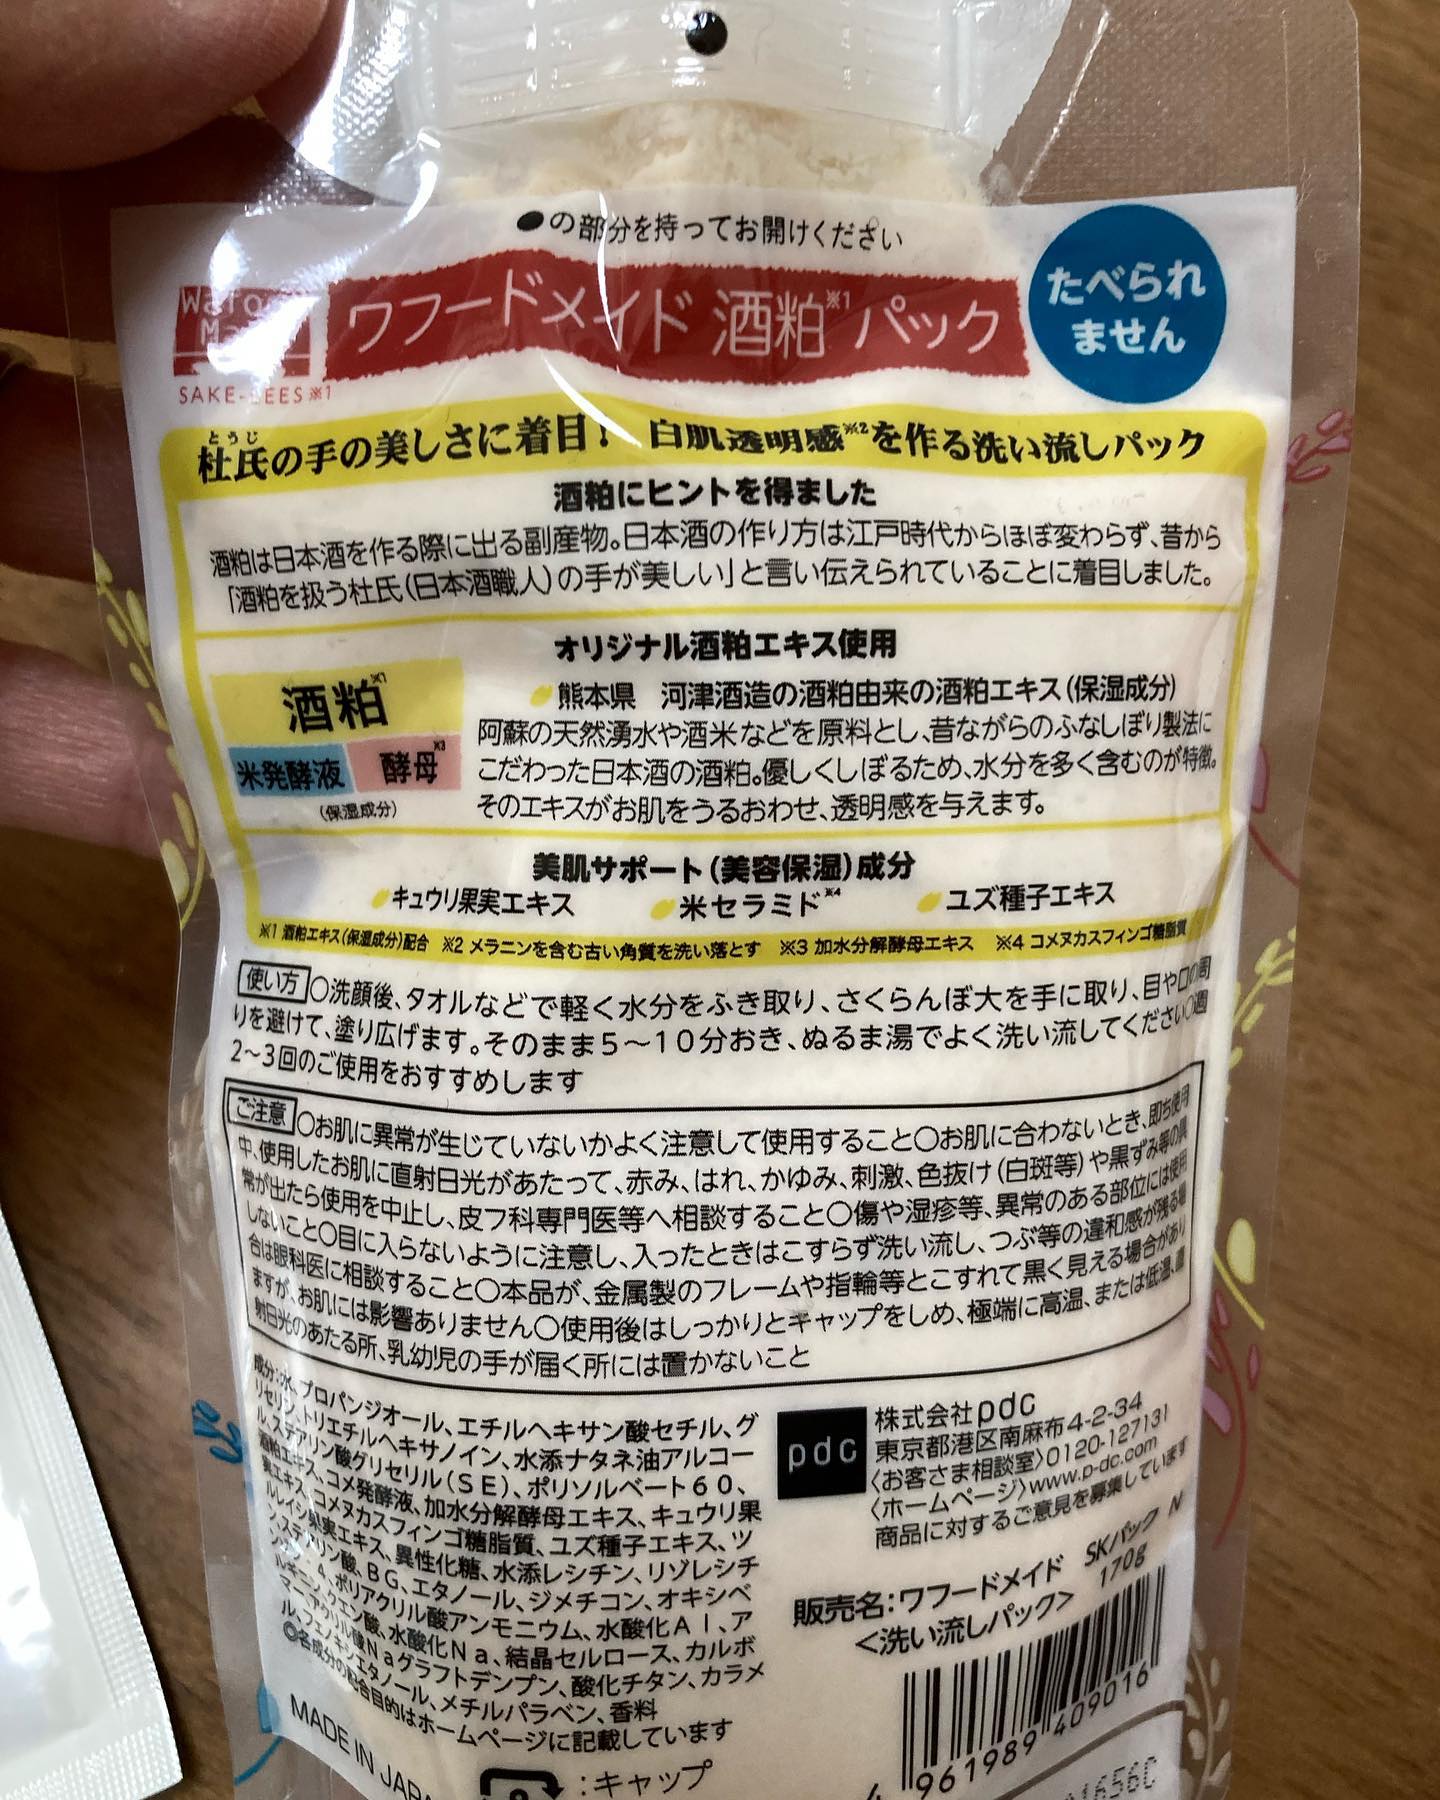 ●の部分を持ってお開けください
たべられ
ません
SAKE-BEES※1
ワフードメイド 酒粕※1パック
とうじ
杜氏の手の美しさに着目! 白肌透明感※2を作る洗い流しパック
酒粕にヒントを得ました
酒粕は日本酒を作る際に出る副産物。日本酒の作り方は江戸時代からほぼ変わらず、昔から
「酒粕を扱う杜氏(日本酒職人)の手が美しい」と言い伝えられていることに着目しました。
オリジナル酒粕エキス使用
酒粕※1
米発酵液 酵母※3
(保湿成分)
熊本県 河津酒造の酒粕由来の酒粕エキス(保湿成分)
阿蘇の天然湧水や酒米などを原料とし、昔ながらのふなしぼり製法に
こだわった日本酒の酒粕。優しくしぼるため、水分を多く含むのが特徴。
そのエキスがお肌をうるおわせ、透明感を与えます。
美肌サポート(美容保湿)成分
キュウリ果実エキス 米セラミド※4 ユズ種子エキス
※1 酒粕エキス(保湿成分)配合 ※2 メラニンを含む古い角質を洗い落とす ※3 加水分解酵母エキス ※4 コメヌカスフィンゴ糖脂質
使い方 〇洗顔後、タオルなどで軽く水分をふき取り、さくらんぼ大を手に取り、目や口の周
りを避けて、塗り広げます。そのまま5〜10分おき、ぬるま湯でよく洗い流してください〇週
2〜3回のご使用をおすすめします
ご注意 〇お肌に異常が生じていないかよく注意して使用すること〇お肌に合わないとき、即ち使用
中、使用したお肌に直射日光があたって、赤み、はれ、かゆみ、刺激、色抜け(白斑等)や黒ずみ等の異
常が出たら使用を中止し、皮フ科専門医等へ相談すること〇傷や湿疹等、異常のある部位には使用
しないこと〇目に入らないように注意し、入ったときはこすらず洗い流し、つぶ等の違和感が残る場
合は眼科医に相談すること〇本品が、金属製のフレームや指輪等とこすれて黒く見える場合があり
ますが、お肌には影響ありません〇使用後はしっかりとキャップをしめ、極端に高温、または低温、直
射日光のあたる所、乳幼児の手が届く所には置かないこと
成分:水、プロパンジオール、エチルヘキサン酸セチル、グ
リセリン、トリエチルヘキサノイン、水添ナタネ油アルコー
ル、ステアリン酸グリセリル(SE)、ポリソルベート60、
酒粕エキス、コメ発酵液、加水分解酵母エキス、キュウリ果
実エキス、コメヌカスフィンゴ糖脂質、ユズ種子エキス、ツ
ルレイシ果実エキス、異性化糖、水添レシチン、リゾレシチ
ン、ステアリン酸、BG、エタノール、ジメチコン、オキシベ
ンゾン-4、ポリアクリル酸アンモニウム、水酸化Al、ア
ルギニン、クエン酸、水酸化Na、結晶セルロース、カルボ
マー、アクリル酸Naグラフトデンプン、酸化チタン、カラメ
ル、フェノキシエタノール、メチルパラベン、香料
◎各成分の配合目的はホームページに記載しています
MADE IN
:キャップ
pdc
株式会社pdc
東京都港区南麻布4-2-34
〈お客さま相談室〉0120-127131
〈ホームページ〉www.p-dc.com
商品に対するご意見を募集しています
販売名:ワフードメイド SKパック N
<洗い流しパック> 170g
4 961989 409016
1656C